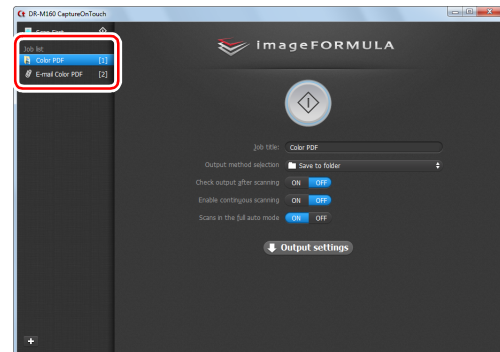 DR-M160 CaptureOnTouch
Scan First
Job list
Color PDF [1]
E-mail Color PDF [2]
imageFORMULA
Job title: Color PDF
Output method selection Save to folder
Check output after scanning ON OFF
Enable continuous scanning ON OFF
Scans in the full auto mode ON OFF
Output settings